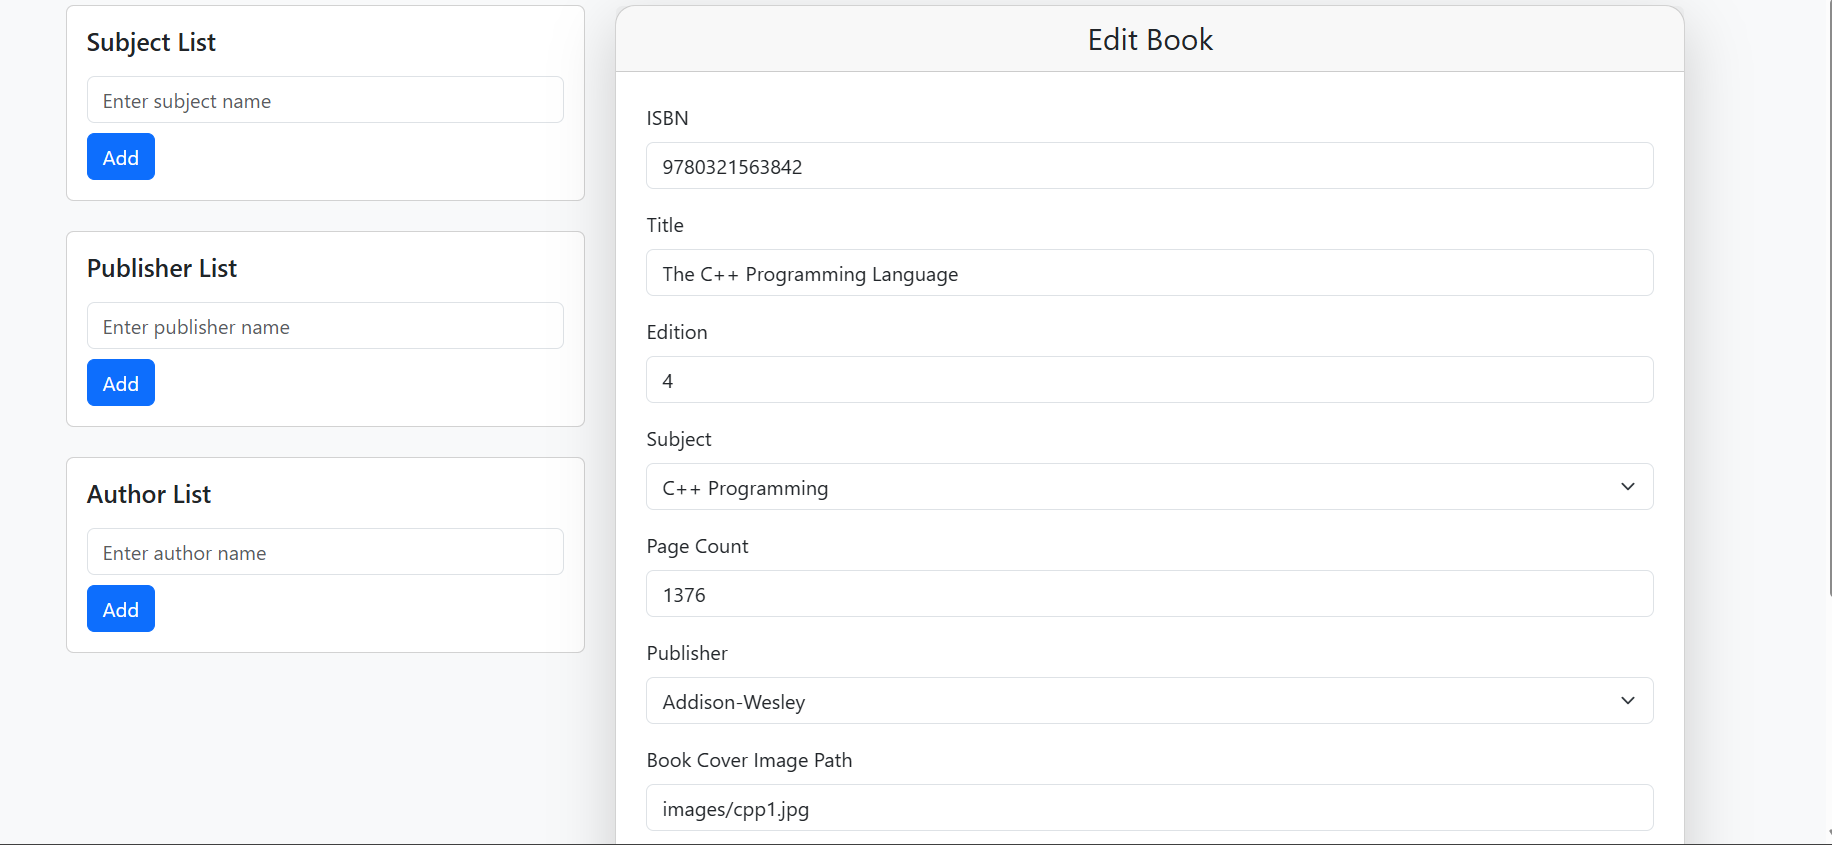 Subject List
Enter subject name
Add
Publisher List
Enter publisher name
Add
Author List
Enter author name
Add
Edit Book
ISBN
9780321563842
Title
The C++ Programming Language
Edition
4
Subject
C++ Programming
Page Count
1376
Publisher
Addison-Wesley
Book Cover Image Path
images/cpp1.jpg